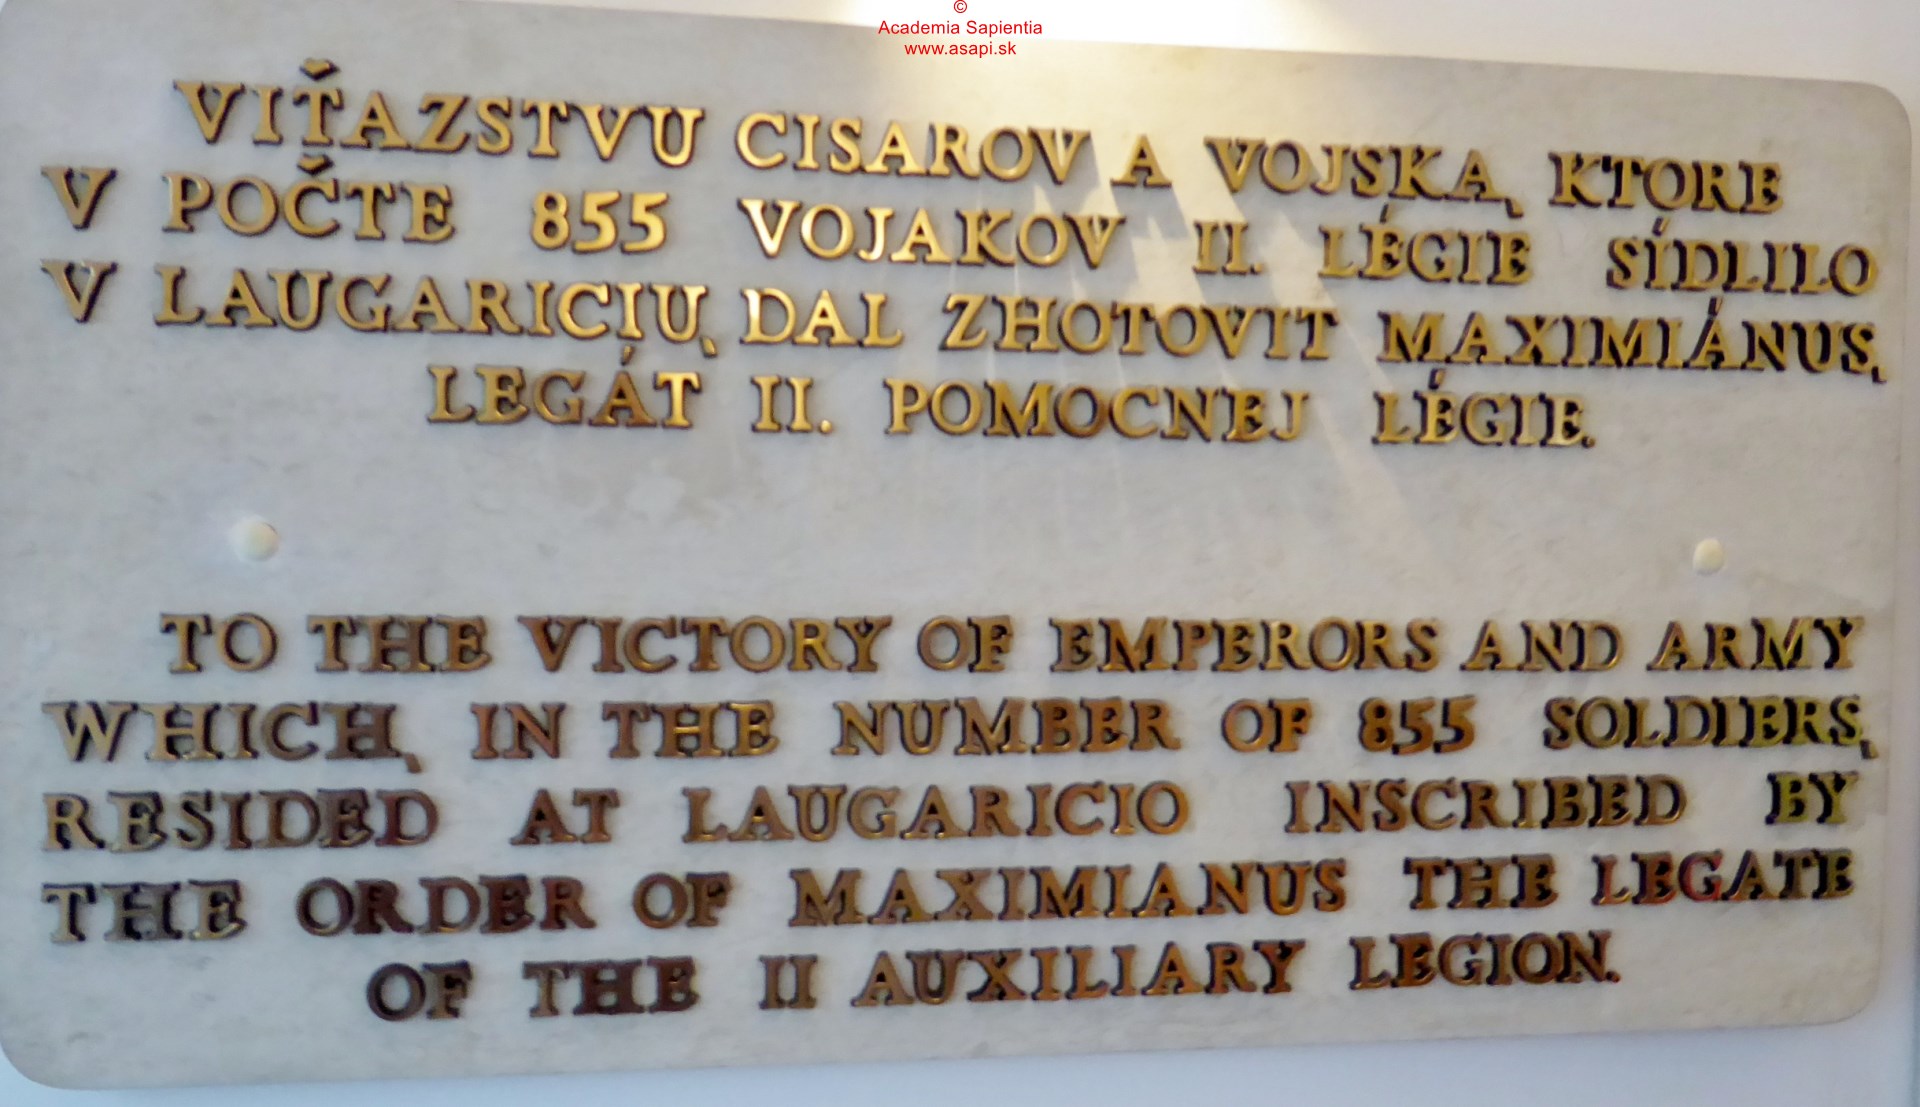 ©
Academia Sapientia
www.asapi.sk
VIŤAZSTVU CISAROV A VOJSKA, KTORE
V POČTE 855 VOJAKOV II. LÉGIE SÍDLILO
V LAUGARICIU, DAL ZHOTOVIT MAXIMIÁNUS,
LEGÁT II. POMOCNEJ LÉGIE.
TO THE VICTORY OF EMPERORS AND ARMY
WHICH, IN THE NUMBER OF 855 SOLDIERS,
RESIDED AT LAUGARICIO INSCRIBED BY
THE ORDER OF MAXIMIANUS THE LEGATE
OF THE II AUXILIARY LEGION.